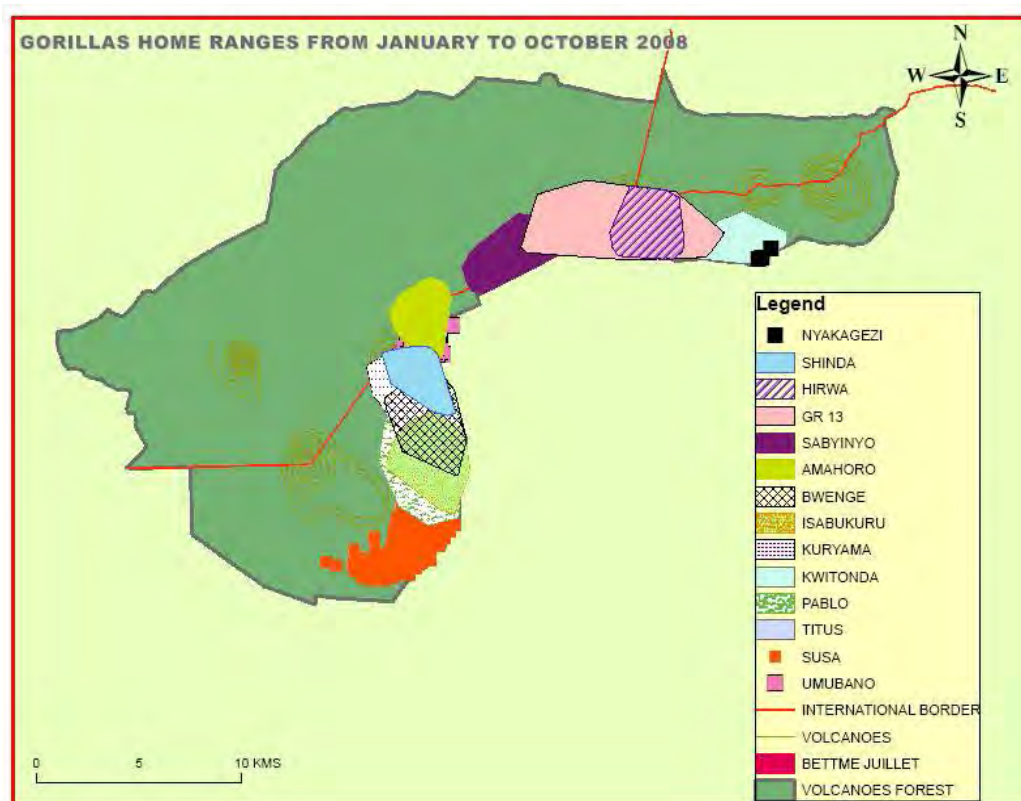 GORILLAS HOME RANGES FROM JANUARY TO OCTOBER 2008
N
W E
S
Legend
NYAKAGEZI
SHINDA
HIRWA
GR 13
SABYINYO
AMAHORO
BWENGE
ISABUKURU
KURYAMA
KWITONDA
PABLO
TITUS
SUSA
UMUBANO
INTERNATIONAL BORDER
VOLCANOES
BETTME JUILLET
VOLCANOES FOREST
0 5 10 KMS